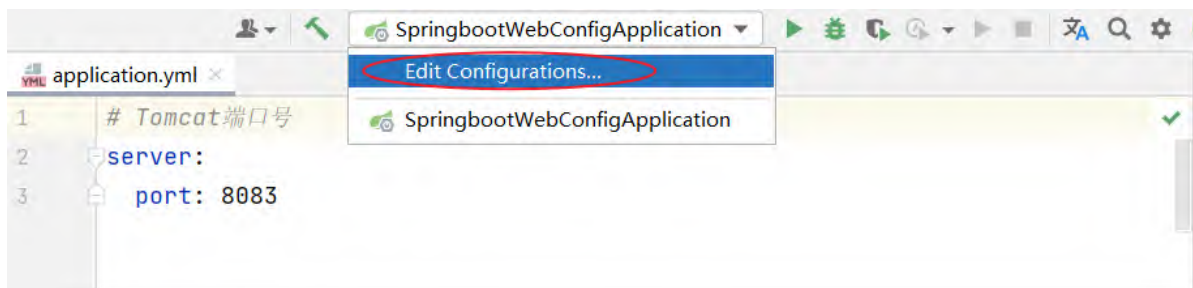 SpringbootWebConfigApplication
YML application.yml
Edit Configurations...
SpringbootWebConfigApplication
1 # Tomcat端口号
2 server:
3 port: 8083